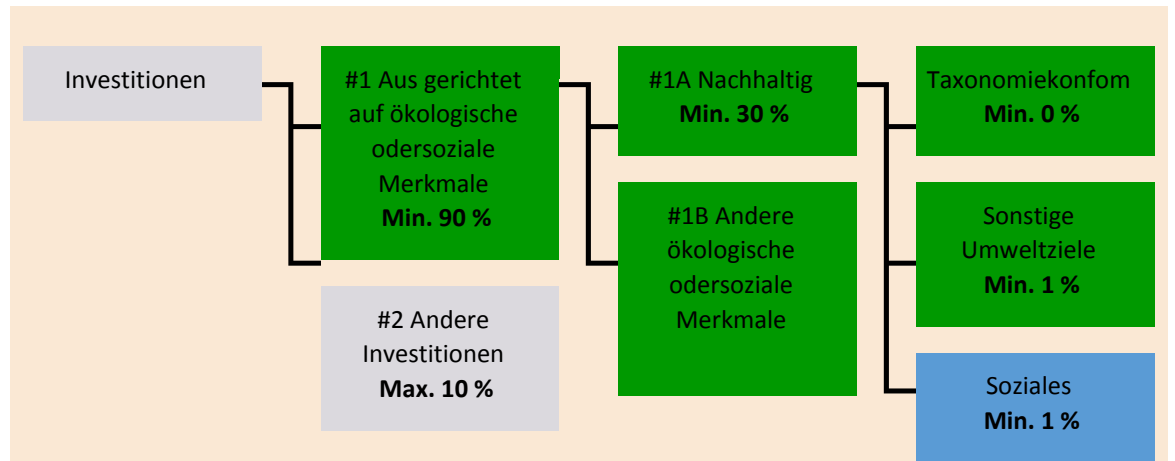 Investitionen
#1 Aus gerichtet
auf ökologische
odersoziale
Merkmale
Min. 90 %
#2 Andere
Investitionen
Max. 10 %
#1A Nachhaltig
Min. 30 %
#1B Andere
ökologische
odersoziale
Merkmale
Taxonomiekonfom
Min. 0 %
Sonstige
Umweltziele
Min. 1 %
Soziales
Min. 1 %